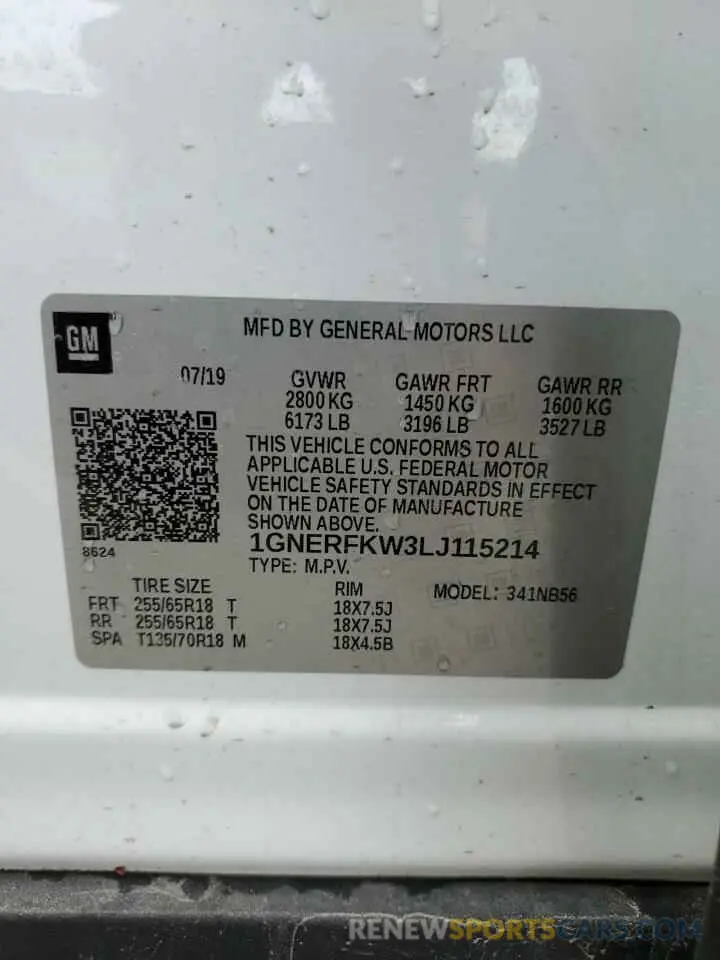 GM
MFD BY GENERAL MOTORS LLC
07/19 GVWR GAWR FRT GAWR RR
2800 KG 1450 KG 1600 KG
6173 LB 3196 LB 3527 LB
THIS VEHICLE CONFORMS TO ALL
APPLICABLE U.S. FEDERAL MOTOR
VEHICLE SAFETY STANDARDS IN EFFECT
ON THE DATE OF MANUFACTURE
SHOWN ABOVE.
8624
1GNERFKW3LJ115214
TYPE: M.P.V.
TIRE SIZE RIM MODEL: 341NB56
FRT 255/65R18 T 18X7.5J
RR 255/65R18 T 18X7.5J
SPA T135/70R18 M 18X4.5B
RENEWSPORTSCARS.COM